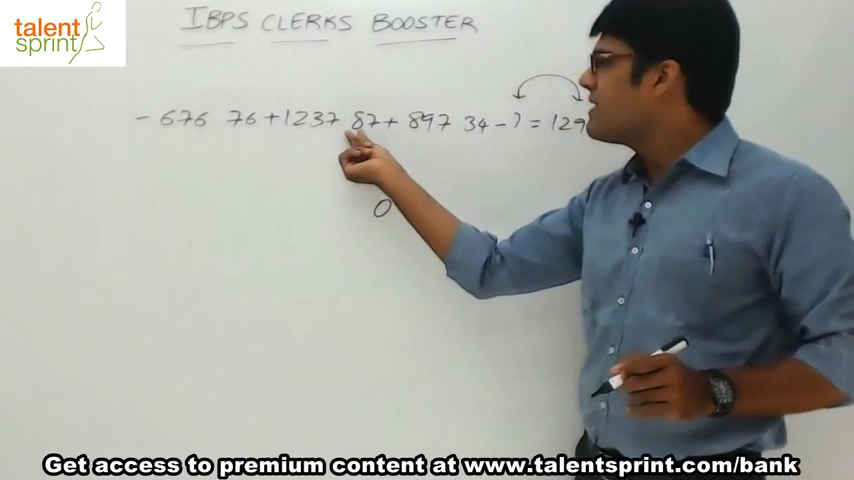 talent
sprint
IBPS CLERKS BOOSTER
- 676 76 + 1237 87 + 897 34 - ? = 129
0
Get access to premium content at www.talentsprint.com/bank